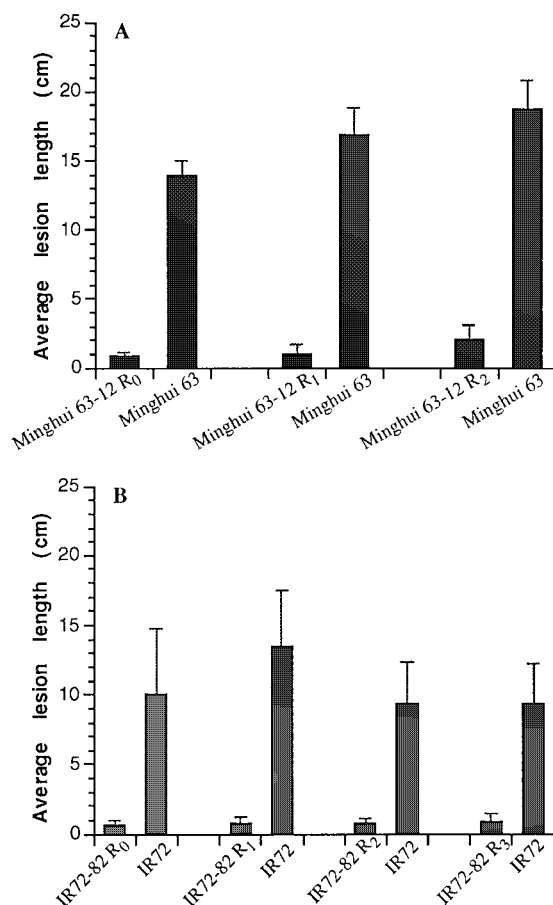 A
Average lesion length (cm)
25
20
15
10
5
0
Minghui 63-12 R0
Minghui 63
Minghui 63-12 R1
Minghui 63
Minghui 63-12 R2
Minghui 63
B
Average lesion length (cm)
25
20
15
10
5
0
IR72-82 R0
IR72
IR72-82 R1
IR72
IR72-82 R2
IR72
IR72-82 R3
IR72